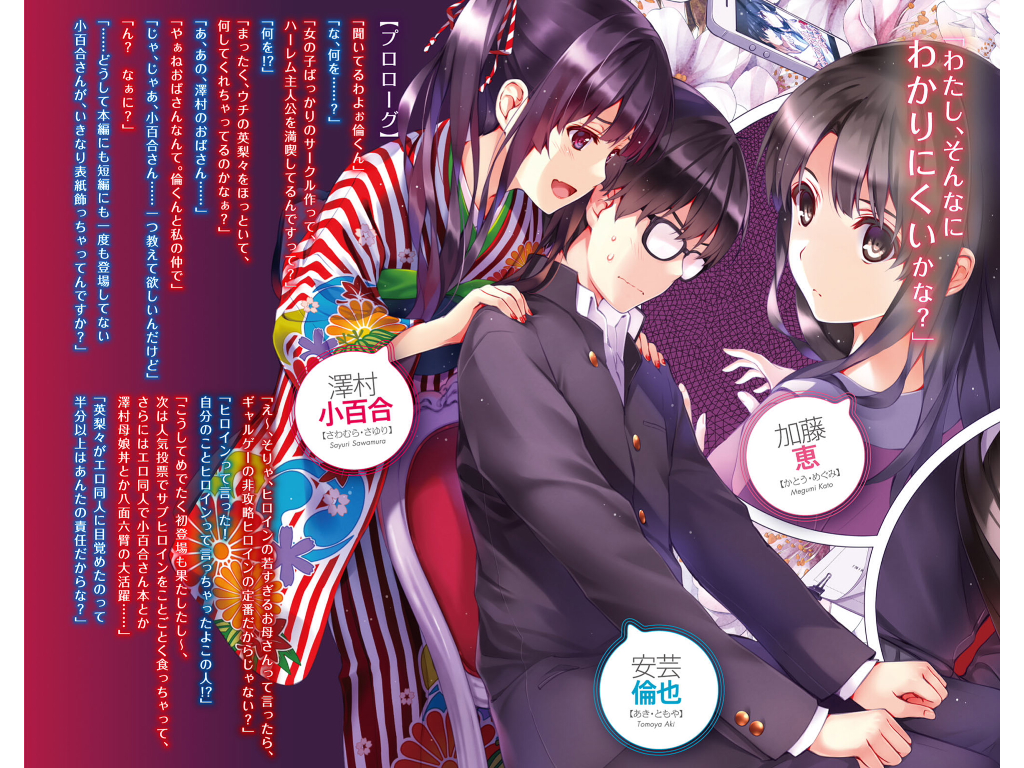 「わたし、そんなに
わかりにくいかな？」
【プロローグ】
「聞いてるわよぉ倫くん」
「な、何を……？」
「女の子ばっかりのサークル作って、
ハーレム主人公を満喫してるんですって？」
「何を!?」
「まったく、ウチの英梨々をほっといて、
何してくれちゃってるのかなぁ？」
「あ、あの、澤村のおばさん……」
「やぁねおばさんなんて。倫くんと私の仲で」
「じゃ、じゃあ、小百合さん……一つ教えて欲しいんだけど」
「ん？　なぁに？」
「……どうして本編にも短編にも一度も登場してない
小百合さんが、いきなり表紙飾っちゃってんですか？」
「え〜、そりゃ、ヒロインの若すぎるお母さんって言ったら、
ギャルゲーの非攻略ヒロインの定番だからじゃない？」
「ヒロインって言った！
自分のことヒロインって言っちゃったよこの人!?」
「こうしてめでたく初登場も果たしたし〜、
次は人気投票でサブヒロインをことごとく食っちゃって、
さらにはエロ同人で小百合さん本とか
澤村母娘丼とか八面六臂の大活躍……」
「英梨々がエロ同人に目覚めたのって
半分以上はあんたの責任だからな？」
澤村
小百合
【さわむら・さゆり】
Sayuri Sawamura
加藤
恵
【かとう・めぐみ】
Megumi Kato
安芸
倫也
【あき・ともや】
Tomoya Aki